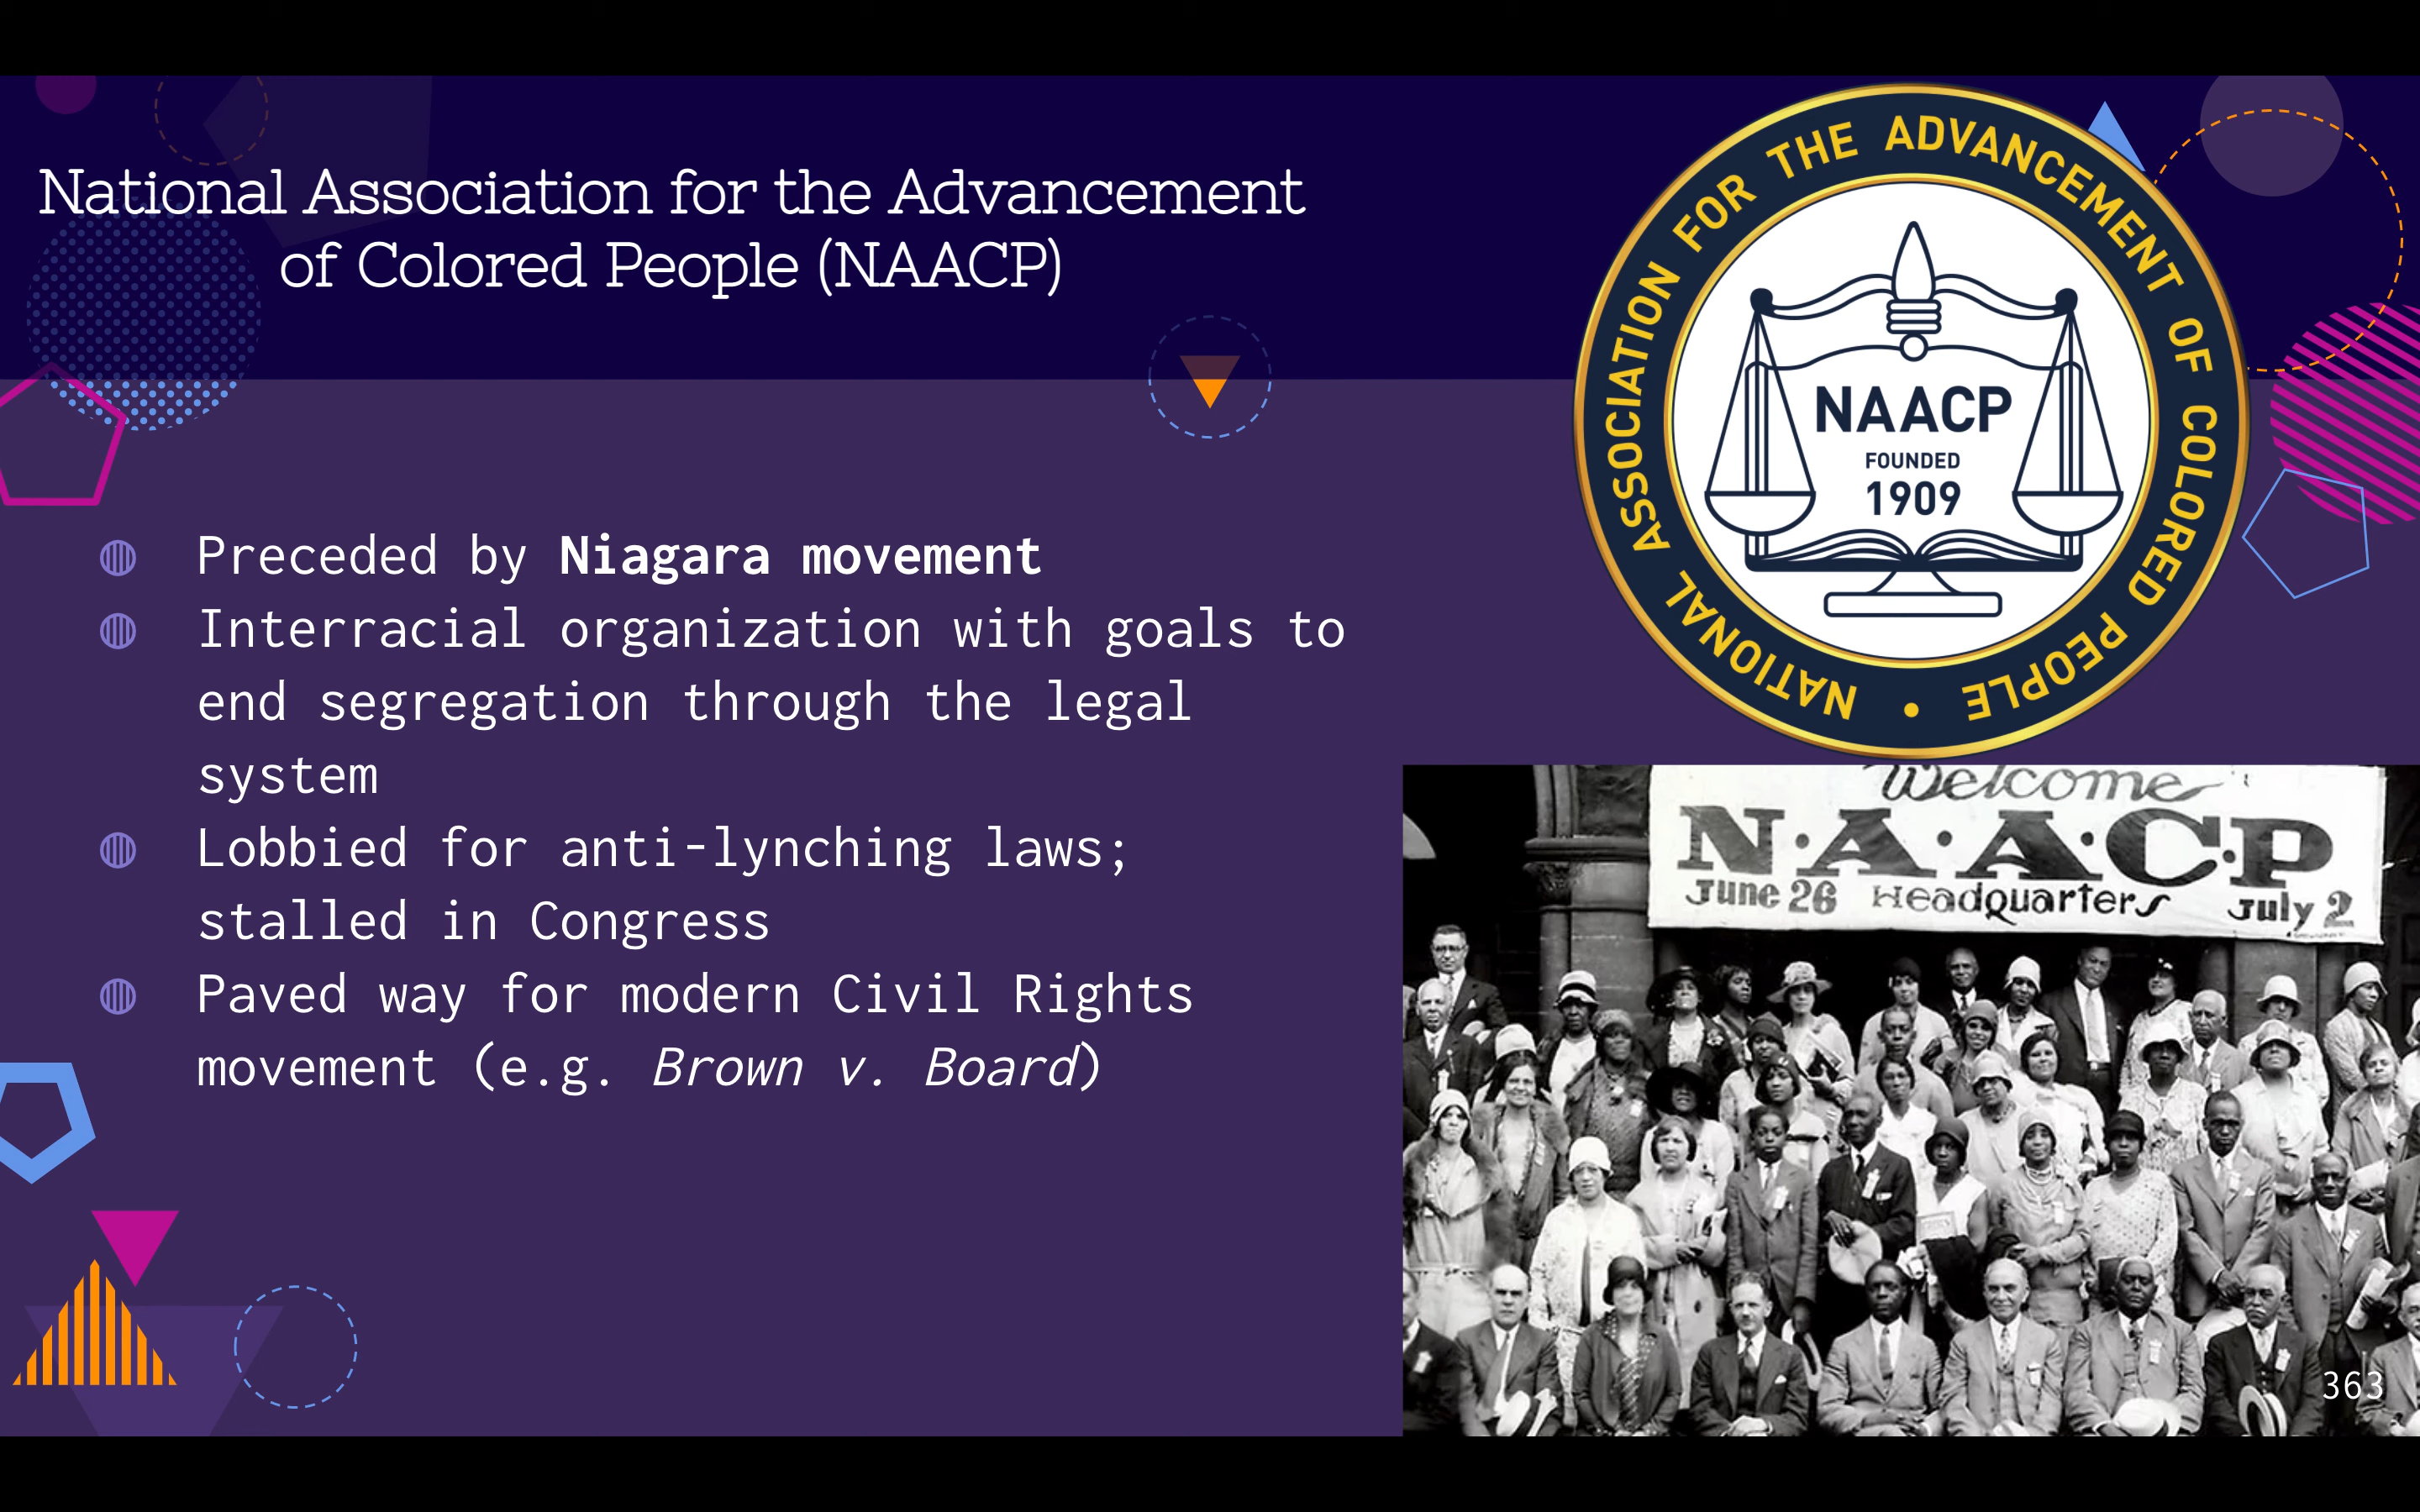 National Association for the Advancement
of Colored People (NAACP)
Preceded by Niagara movement
Interracial organization with goals to
end segregation through the legal
system
Lobbied for anti-lynching laws;
stalled in Congress
Paved way for modern Civil Rights
movement (e.g. Brown v. Board)
NATIONAL ASSOCIATION FOR THE ADVANCEMENT OF COLORED PEOPLE •
NAACP
FOUNDED
1909
Welcome
N·A·A·C·P
June 26 Headquarters July 2
363